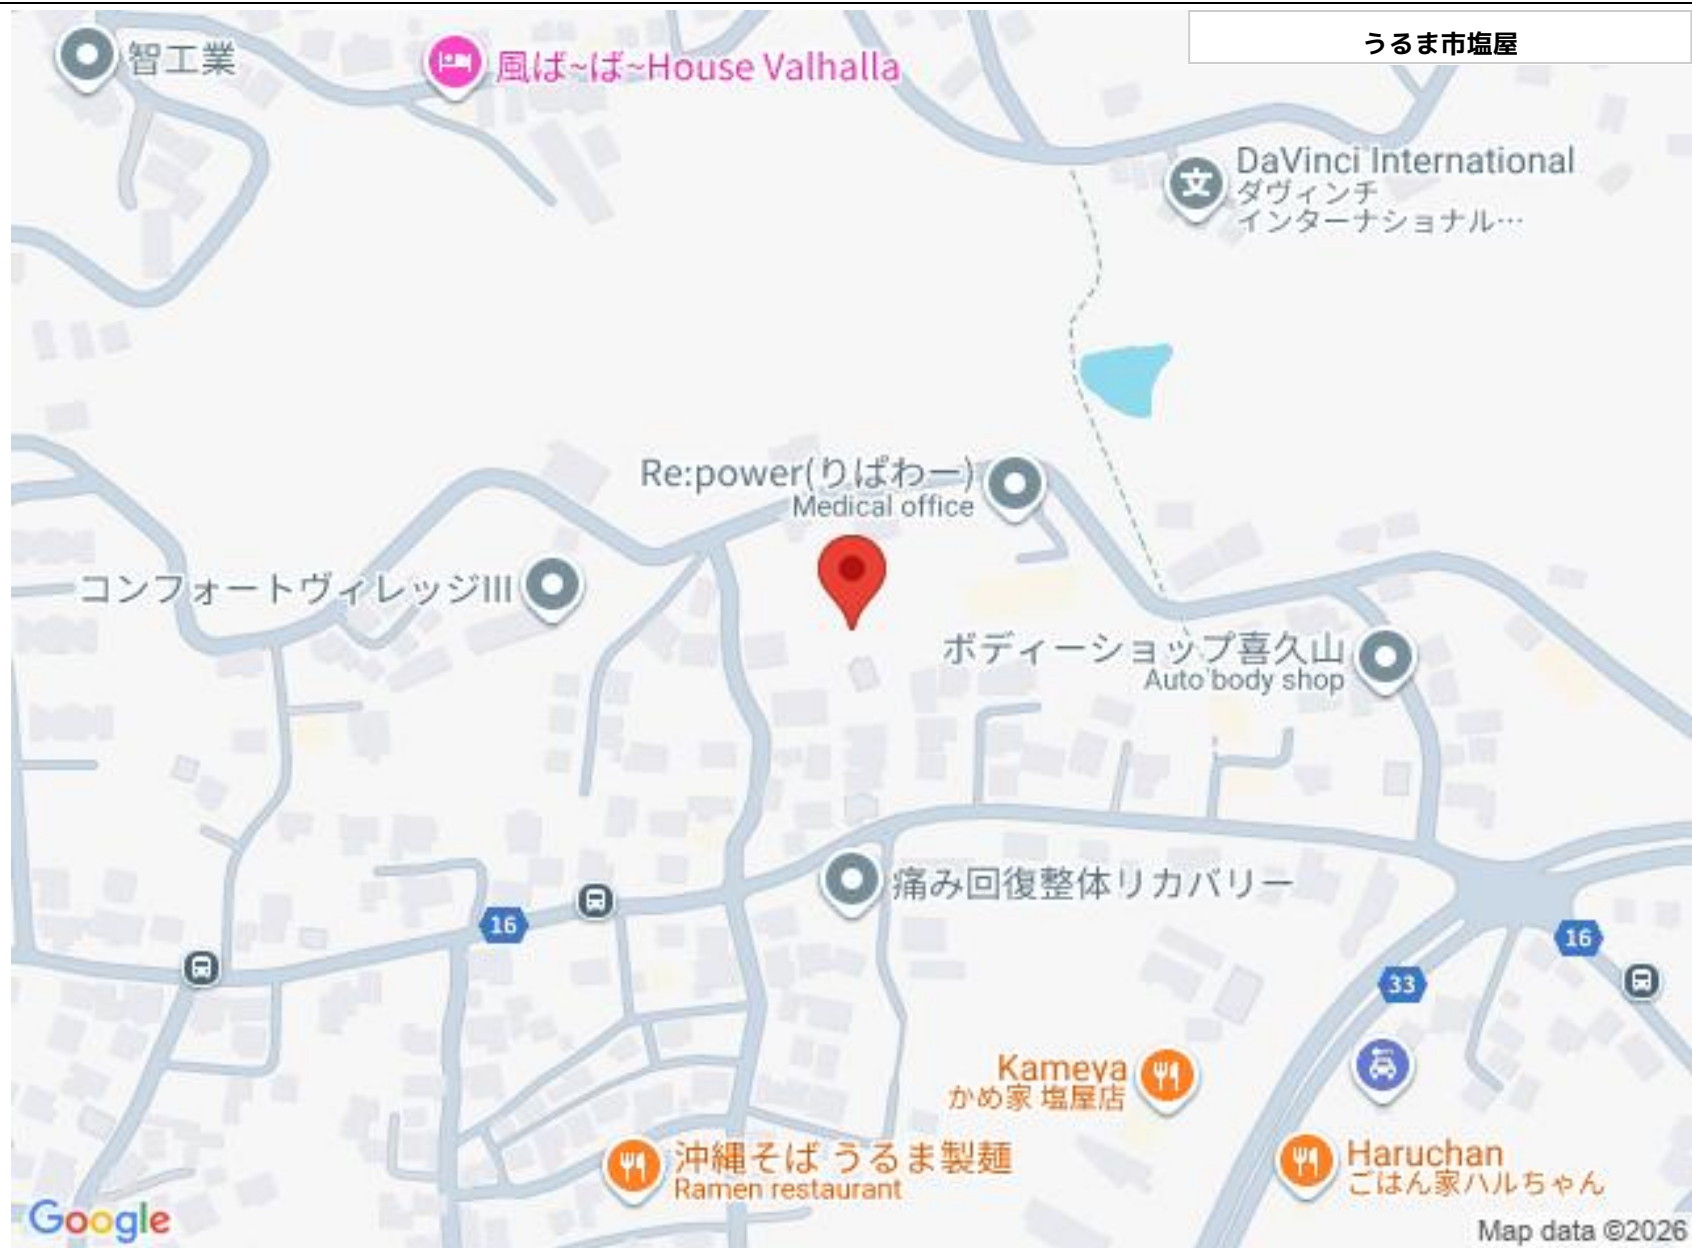 うるま市塩屋
智工業
風ば~ば~House Valhalla
DaVinci International
ダヴィンチ
インターナショナル…
Re:power(りぱわー)
Medical office
コンフォートヴィレッジIII
ボディーショップ喜久山
Auto body shop
痛み回復整体リカバリー
16
16
33
Kameya
かめ家 塩屋店
沖縄そば うるま製麺
Ramen restaurant
Haruchan
ごはん家ハルちゃん
Google
Map data ©2026